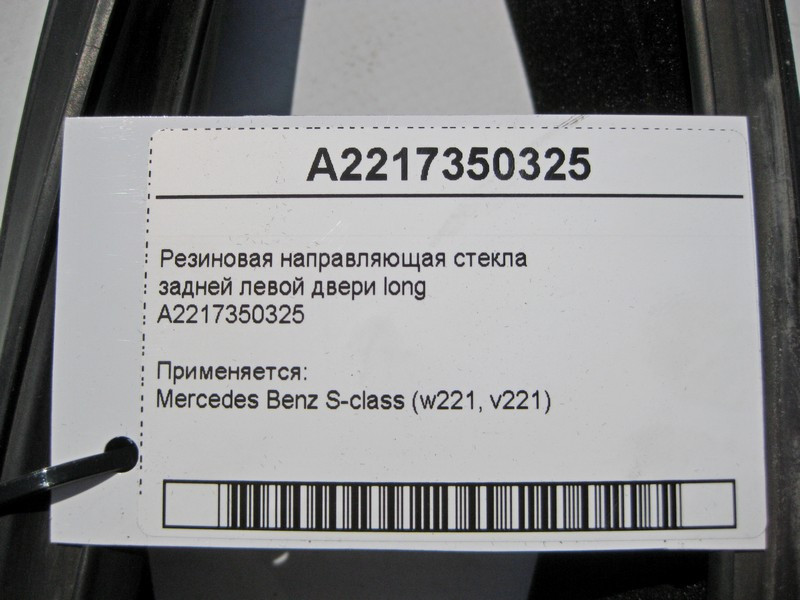 A2217350325
Резиновая направляющая стекла
задней левой двери long
A2217350325
Применяется:
Mercedes Benz S-class (w221, v221)